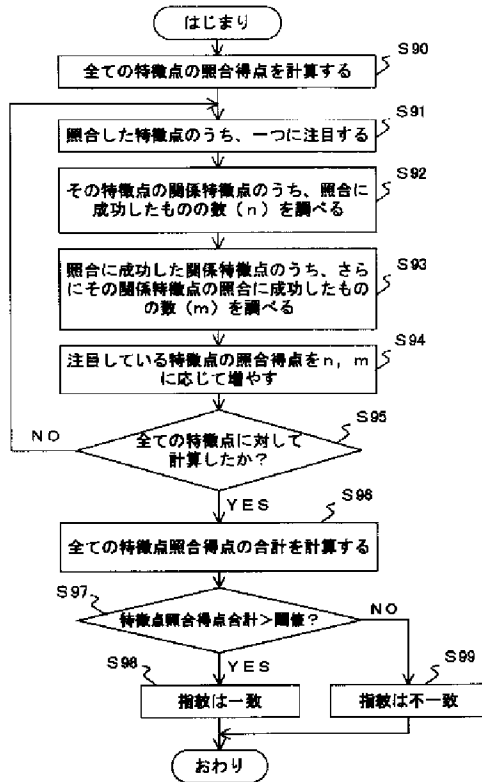 はじまり
S90
全ての特徴点の照合得点を計算する
S91
照合した特徴点のうち、一つに注目する
S92
その特徴点の関係特徴点のうち、照合に
成功したものの数(n)を調べる
S93
照合に成功した関係特徴点のうち、さら
にその関係特徴点の照合に成功したもの
の数(m)を調べる
S94
注目している特徴点の照合得点をn, m
に応じて増やす
S95
全ての特徴点に対して
計算したか?
NO
YES
S96
全ての特徴点照合得点の合計を計算する
S97
特徴点照合得点合計>閾値?
NO
YES
S98
指紋は一致
S99
指紋は不一致
おわり